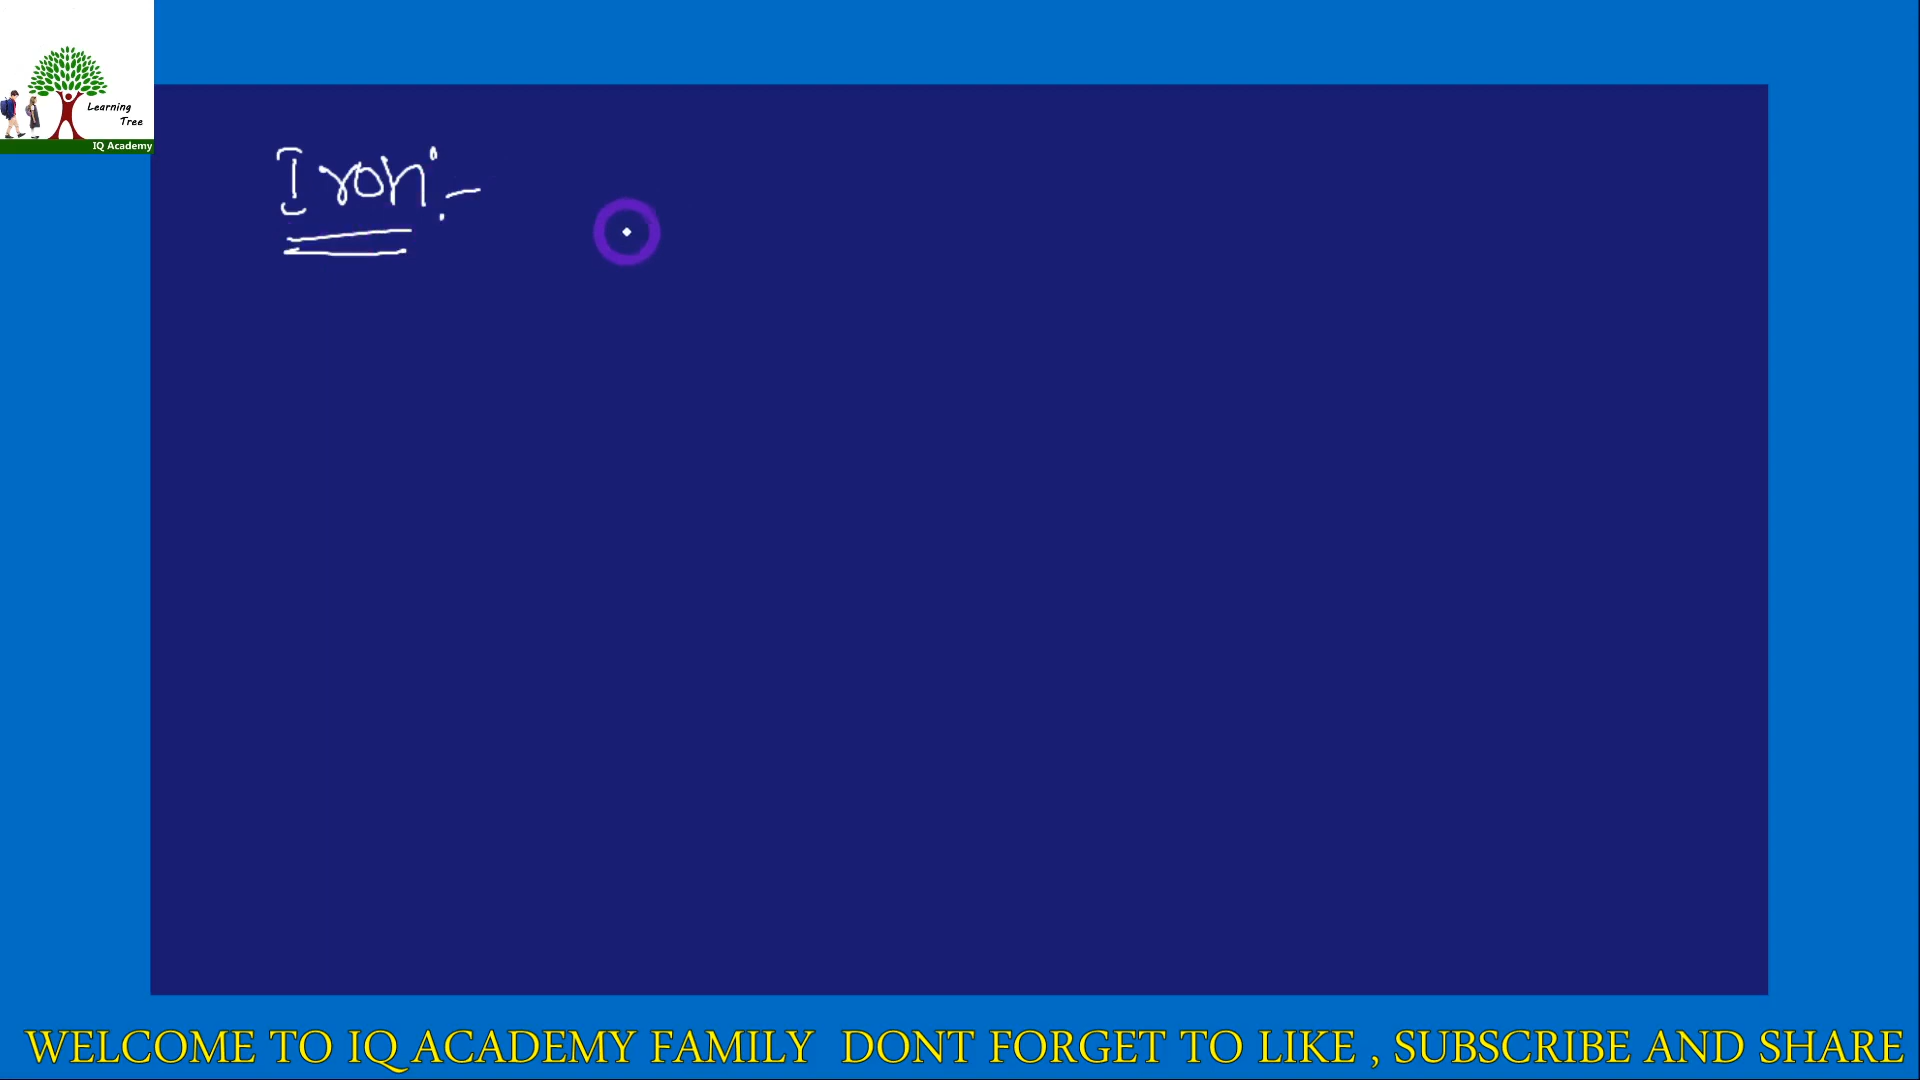 Learning
Tree
IQ Academy
Iron :-
WELCOME TO IQ ACADEMY FAMILY DONT FORGET TO LIKE , SUBSCRIBE AND SHARE